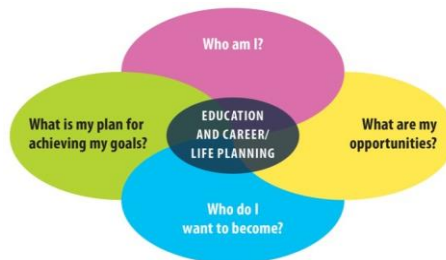 Who am I?
What is my plan for
achieving my goals?
EDUCATION
AND CAREER/
LIFE PLANNING
What are my
opportunities?
Who do I
want to become?